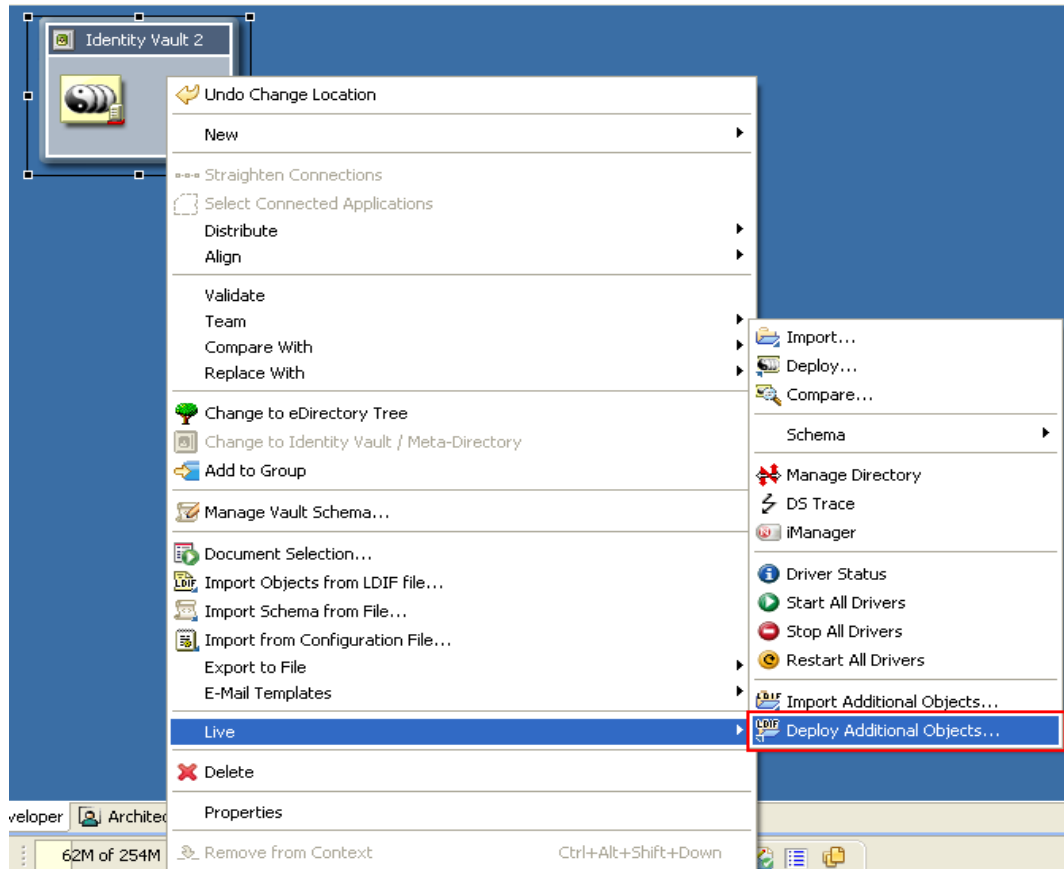 Identity Vault 2
Undo Change Location
New
Straighten Connections
Select Connected Applications
Distribute
Align
Validate
Team
Compare With
Replace With
Change to eDirectory Tree
Change to Identity Vault / Meta-Directory
Add to Group
Manage Vault Schema...
Document Selection...
LDIF Import Objects from LDIF file...
Import Schema from File...
Import from Configuration File...
Export to File
E-Mail Templates
Live
Delete
Properties
Remove from Context Ctrl+Alt+Shift+Down
Import...
Deploy...
Compare...
Schema
Manage Directory
DS Trace
iManager
Driver Status
Start All Drivers
Stop All Drivers
Restart All Drivers
LDIF Import Additional Objects...
LDIF Deploy Additional Objects...
veloper Architec
62M of 254M